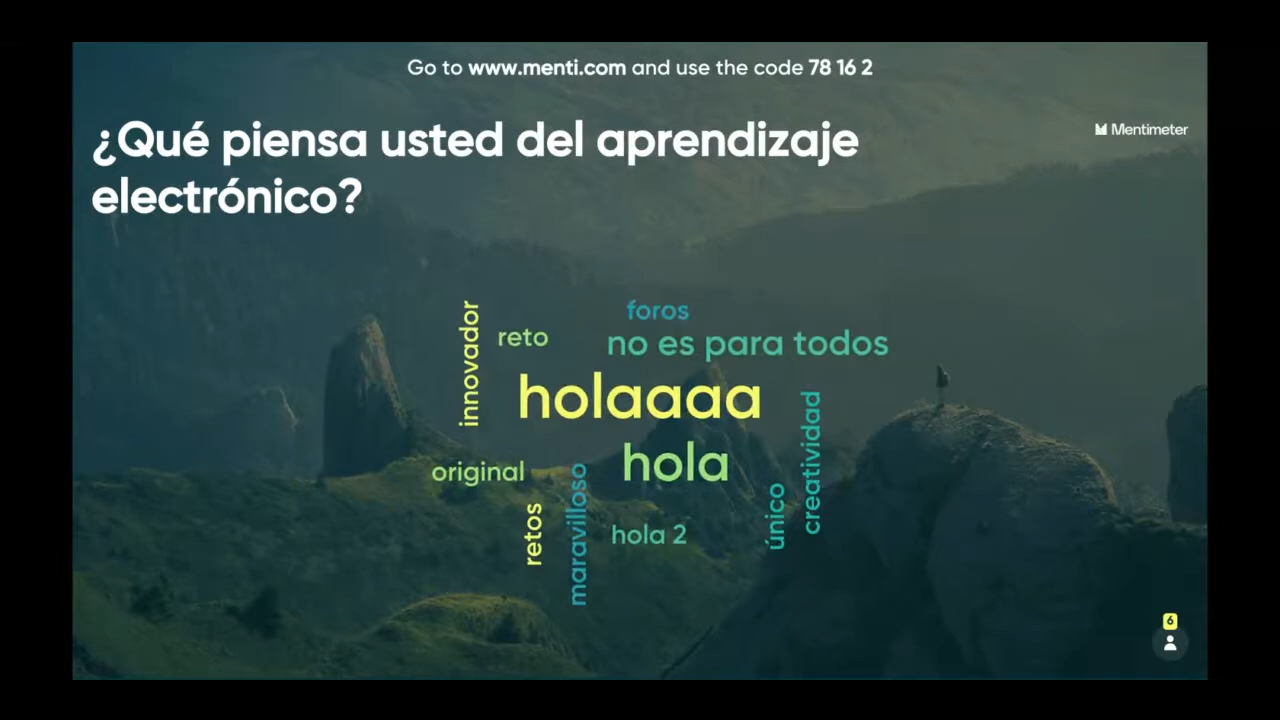 Go to www.menti.com and use the code 78 16 2
Mentimeter
¿Qué piensa usted del aprendizaje
electrónico?
foros
innovador
reto
no es para todos
holaaaa
creatividad
hola
original
maravilloso
único
retos
hola 2
6